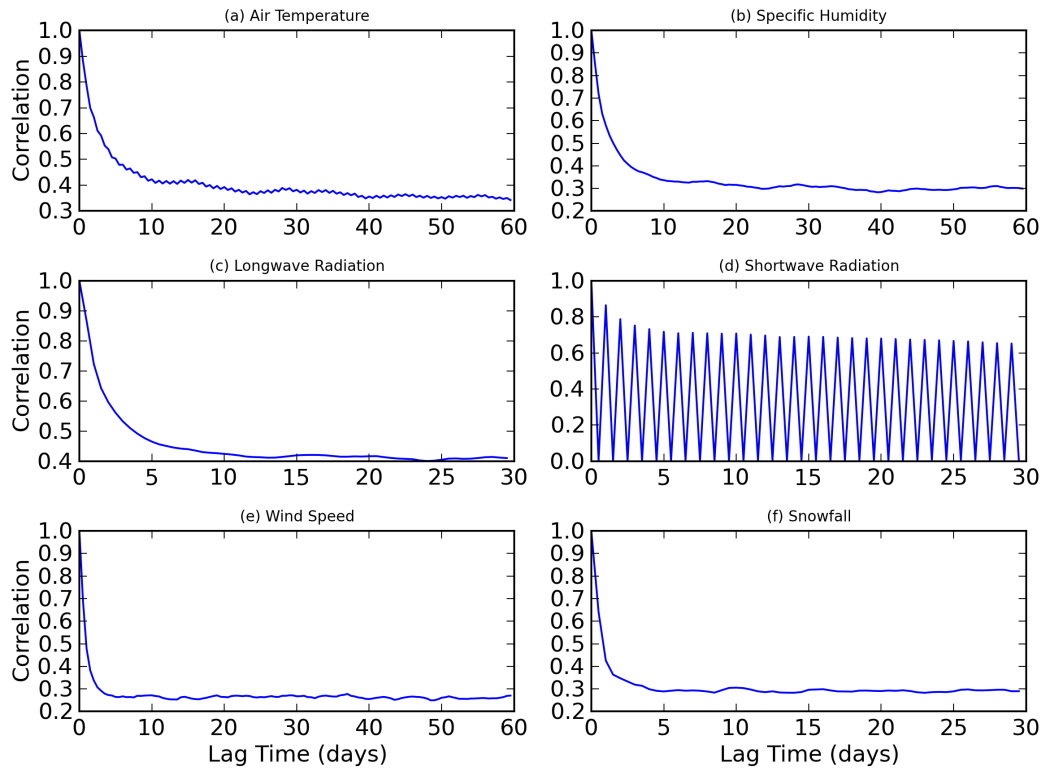 (a) Air Temperature
Correlation
1.0
0.9
0.8
0.7
0.6
0.5
0.4
0.3
0 10 20 30 40 50 60
(b) Specific Humidity
1.0
0.9
0.8
0.7
0.6
0.5
0.4
0.3
0.2
0 10 20 30 40 50 60
(c) Longwave Radiation
Correlation
1.0
0.9
0.8
0.7
0.6
0.5
0.4
0 5 10 15 20 25 30
(d) Shortwave Radiation
1.0
0.8
0.6
0.4
0.2
0.0
0 5 10 15 20 25 30
(e) Wind Speed
Correlation
1.0
0.9
0.8
0.7
0.6
0.5
0.4
0.3
0.2
0 10 20 30 40 50 60
Lag Time (days)
(f) Snowfall
1.0
0.9
0.8
0.7
0.6
0.5
0.4
0.3
0.2
0 5 10 15 20 25 30
Lag Time (days)